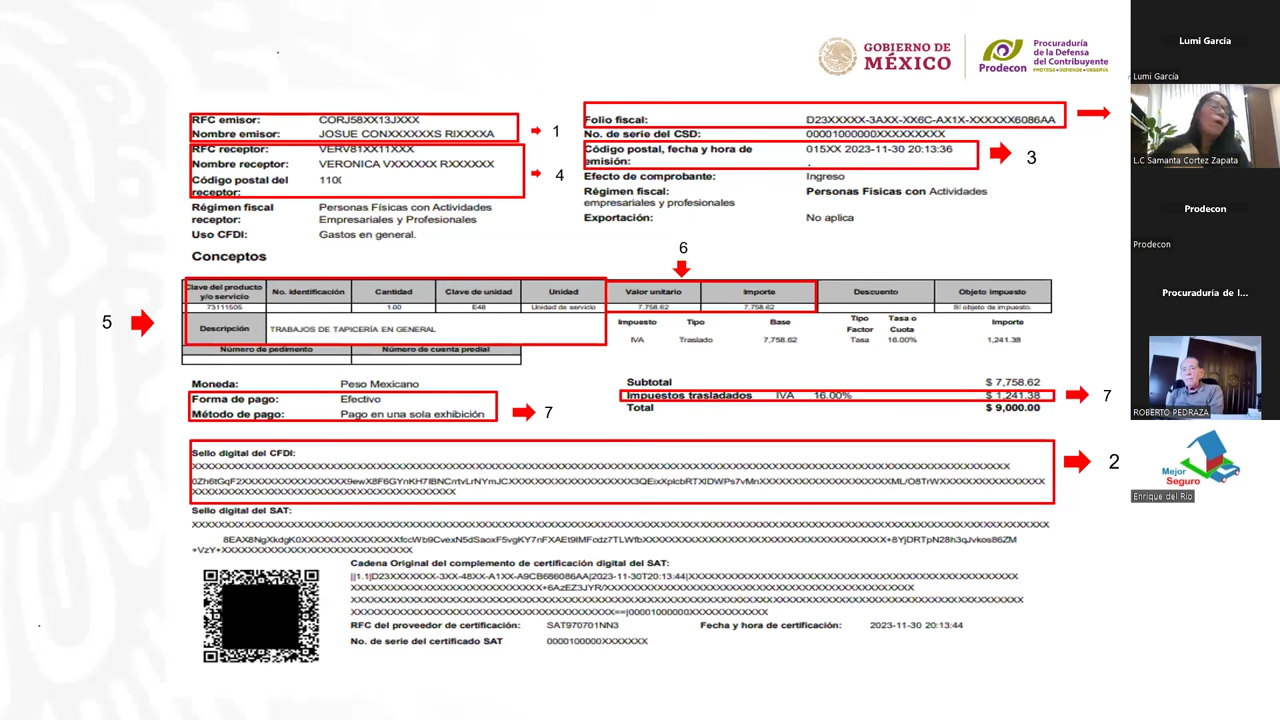 GOBIERNO DE
MÉXICO
Prodecon
Procuraduría
de la Defensa
del Contribuyente
PROTEGE • DEFIENDE • OBSERVA
RFC emisor: CORJ58XX13JXXX
Nombre emisor: JOSUE CONXXXXXXS RIXXXXA
1
RFC receptor: VERV81XX11XXX
Nombre receptor: VERONICA VXXXXXX RXXXXXX
Código postal del
receptor:
4
Régimen fiscal Personas Físicas con Actividades
receptor: Empresariales y Profesionales
Uso CFDI: Gastos en general.
Folio fiscal: D23XXXXX-3AXX-XX6C-AX1X-XXXXXX6086AA
No. de serie del CSD: 00001000000XXXXXXXXX
Código postal, fecha y hora de 015XX 2023-11-30 20:13:36
emisión:
3
Efecto de comprobante: Ingreso
Régimen fiscal: Personas Físicas con Actividades
empresariales y profesionales
Exportación: No aplica
Conceptos
6
5
Clave del producto
y/o servicio No. identificación Cantidad Clave de unidad Unidad Valor unitario Importe Descuento Objeto impuesto
73111505 1.00 E48 Unidad de servicio 7,758.62 7,758.62 Sí objeto de impuesto.
Descripción TRABAJOS DE TAPICERÍA EN GENERAL
Impuesto Tipo Base Tipo Factor Tasa o Cuota Importe
IVA Traslado 7,758.62 Tasa 16.00% 1,241.38
Número de pedimento Número de cuenta predial
Moneda: Peso Mexicano
Forma de pago: Efectivo
Método de pago: Pago en una sola exhibición
7
Subtotal $ 7,758.62
Impuestos trasladados IVA 16.00% $ 1,241.38
7
Total $ 9,000.00
Sello digital del CFDI:
2
Sello digital del SAT:
Cadena Original del complemento de certificación digital del SAT:
RFC del proveedor de certificación: SAT970701NN3 Fecha y hora de certificación: 2023-11-30 20:13:44
No. de serie del certificado SAT 0000100000XXXXXXX
Lumi García
Lumi García
L.C Samanta Cortez Zapata
Prodecon
Prodecon
Procuraduría de l...
ROBERTO PEDRAZA
Mejor
Seguro
Enrique del Rio